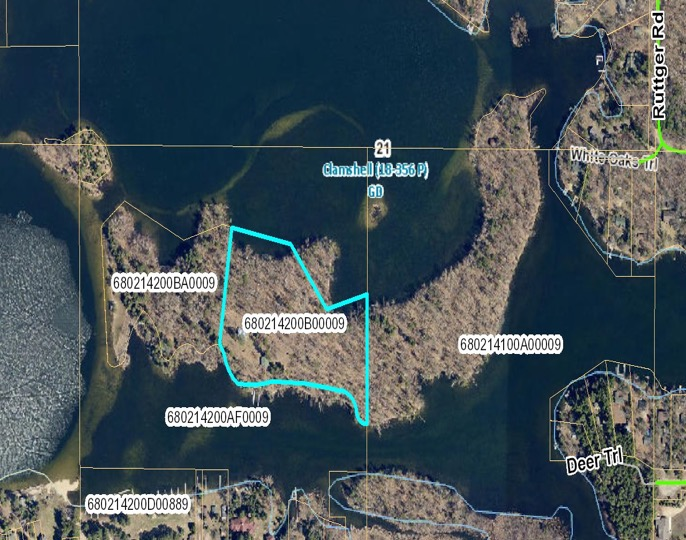 Ruttger Rd
21
White Oaks Trl
Clamshell (18-356 P)
GD
680214200BA0009
680214200B00009
680214100A00009
680214200AF0009
Deer Trl
680214200D00889